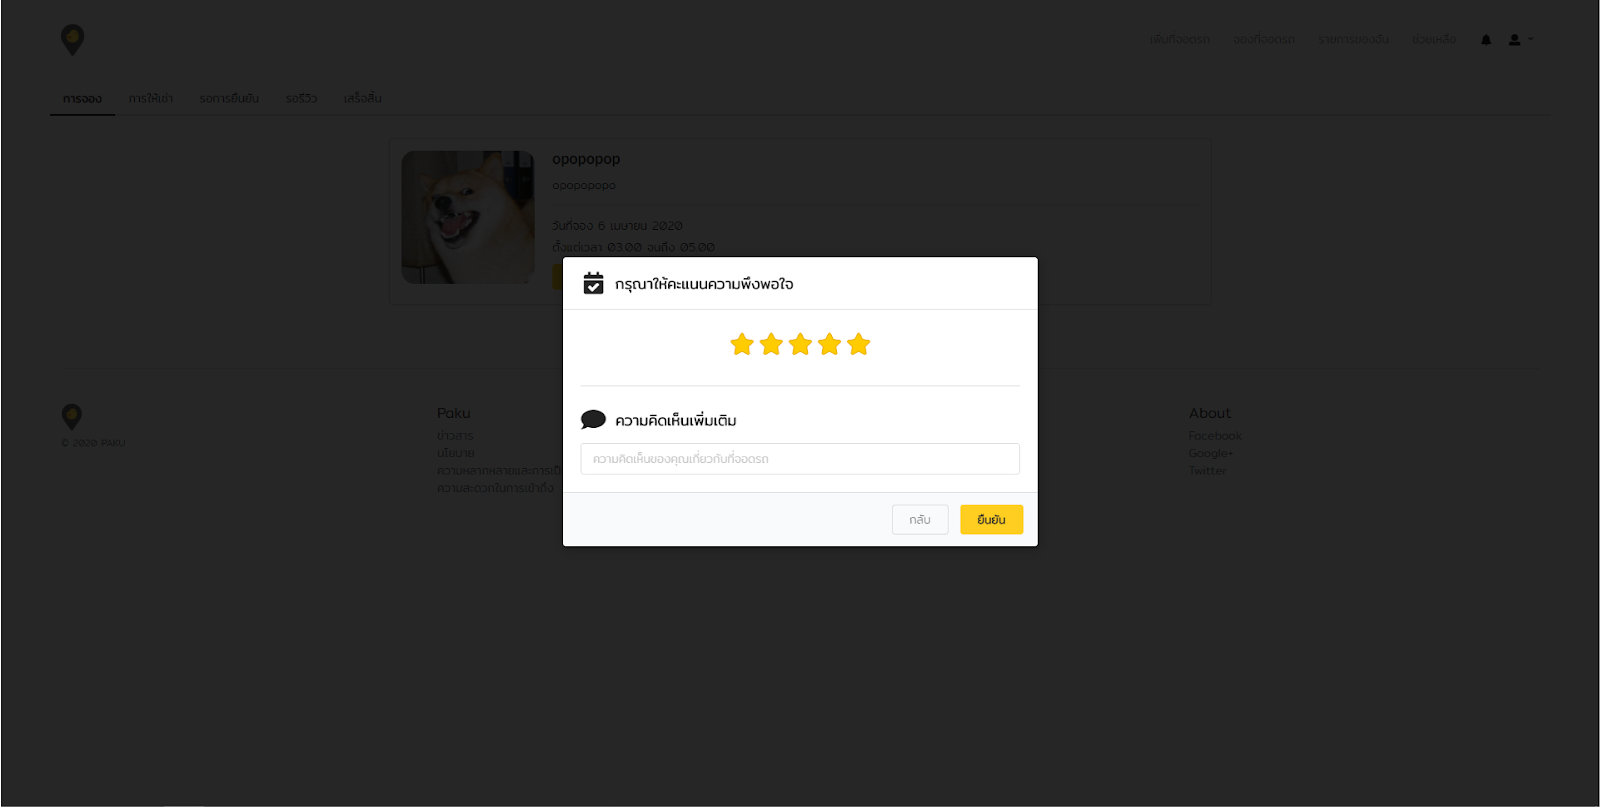 เพิ่มที่จอดรถ จองที่จอดรถ รายการของฉัน ช่วยเหลือ
การจอง การให้เช่า รอการยืนยัน รอรีวิว เสร็จสิ้น
opopopop
opopopopo
วันที่จอง 6 เมษายน 2020
ตั้งแต่เวลา 03.00 จนถึง 05.00
กรุณาให้คะแนนความพึงพอใจ
ความคิดเห็นเพิ่มเติม
ความคิดเห็นของคุณเกี่ยวกับที่จอดรถ
กลับ ยืนยัน
© 2020 PAKU
Paku
ข่าวสาร
นโยบาย
ความหลากหลายและการเป็
ความสะดวกในการเข้าถึง
About
Facebook
Google+
Twitter